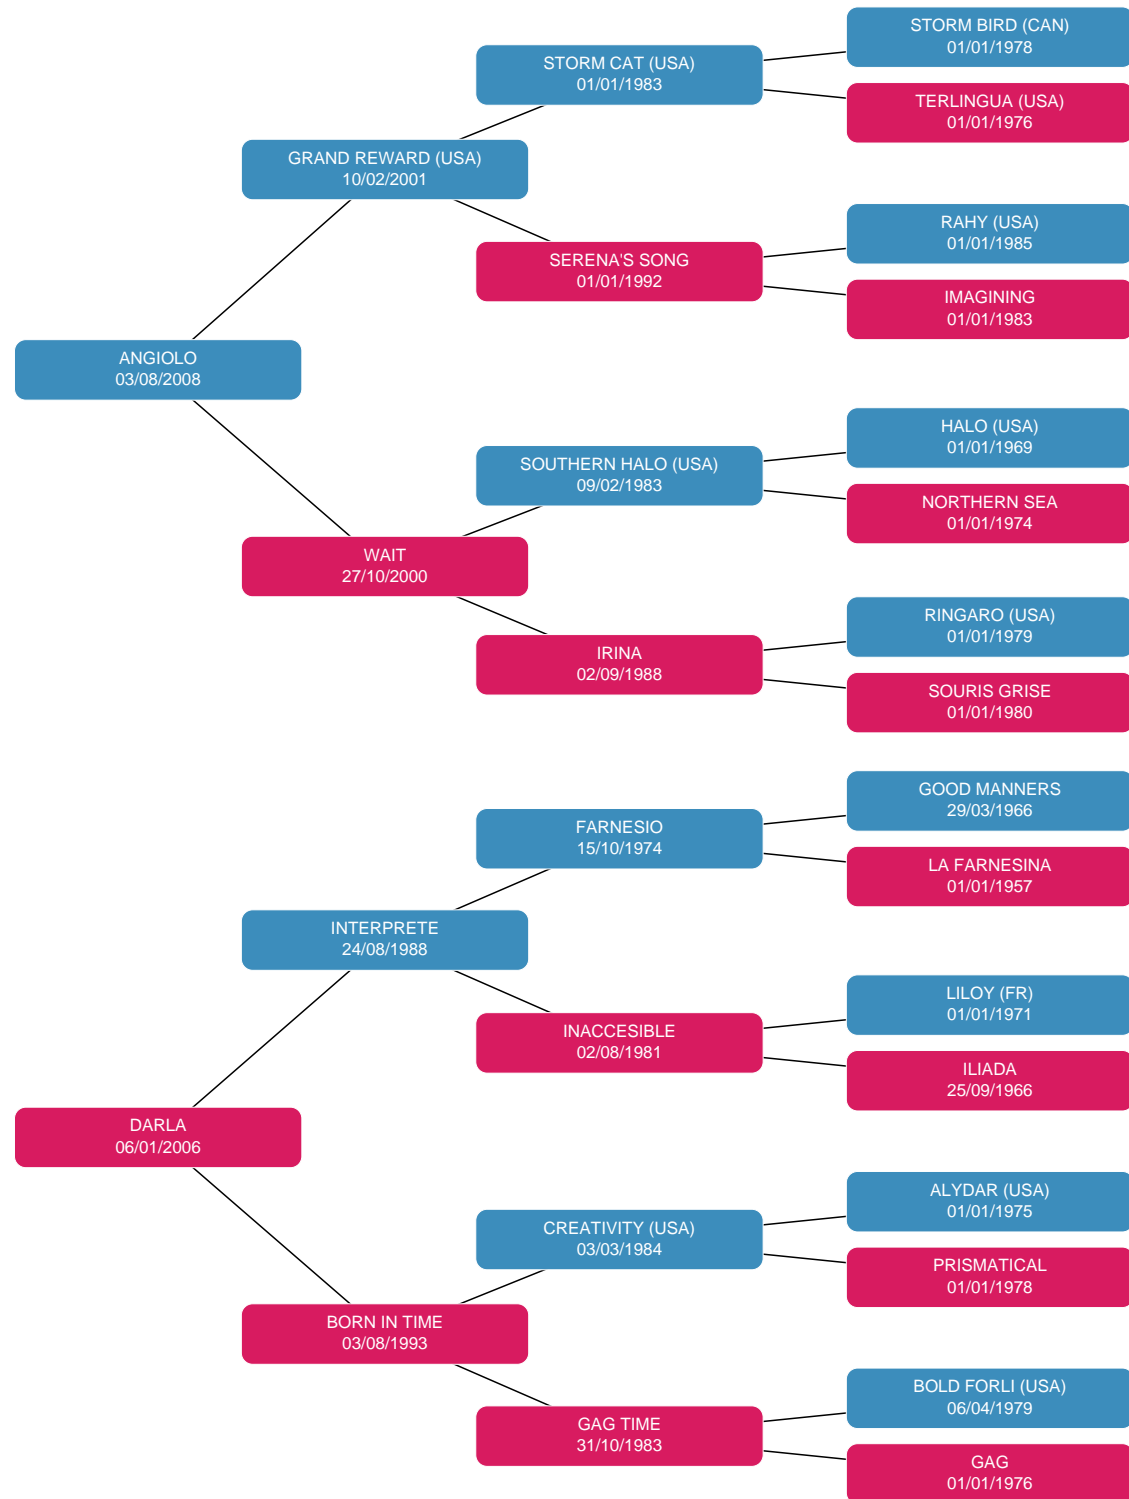 STORM BIRD (CAN)
01/01/1978
STORM CAT (USA)
01/01/1983
TERLINGUA (USA)
01/01/1976
GRAND REWARD (USA)
10/02/2001
RAHY (USA)
01/01/1985
SERENA'S SONG
01/01/1992
IMAGINING
01/01/1983
ANGIOLO
03/08/2008
HALO (USA)
01/01/1969
SOUTHERN HALO (USA)
09/02/1983
NORTHERN SEA
01/01/1974
WAIT
27/10/2000
RINGARO (USA)
01/01/1979
IRINA
02/09/1988
SOURIS GRISE
01/01/1980
GOOD MANNERS
29/03/1966
FARNESIO
15/10/1974
LA FARNESINA
01/01/1957
INTERPRETE
24/08/1988
LILOY (FR)
01/01/1971
INACCESIBLE
02/08/1981
ILIADA
25/09/1966
DARLA
06/01/2006
ALYDAR (USA)
01/01/1975
CREATIVITY (USA)
03/03/1984
PRISMATICAL
01/01/1978
BORN IN TIME
03/08/1993
BOLD FORLI (USA)
06/04/1979
GAG TIME
31/10/1983
GAG
01/01/1976